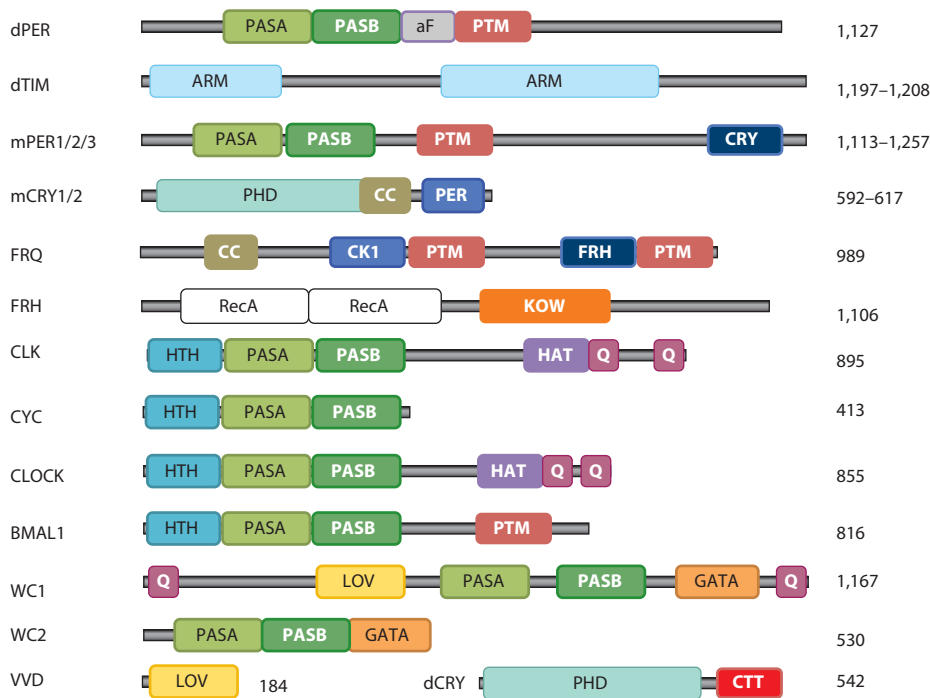 dPER PASA PASB aF PTM 1,127
dTIM ARM ARM 1,197–1,208
mPER1/2/3 PASA PASB PTM CRY 1,113–1,257
mCRY1/2 PHD CC PER 592–617
FRQ CC CK1 PTM FRH PTM 989
FRH RecA RecA KOW 1,106
CLK HTH PASA PASB HAT Q Q 895
CYC HTH PASA PASB 413
CLOCK HTH PASA PASB HAT Q Q 855
BMAL1 HTH PASA PASB PTM 816
WC1 Q LOV PASA PASB GATA Q 1,167
WC2 PASA PASB GATA 530
VVD LOV 184 dCRY PHD CTT 542